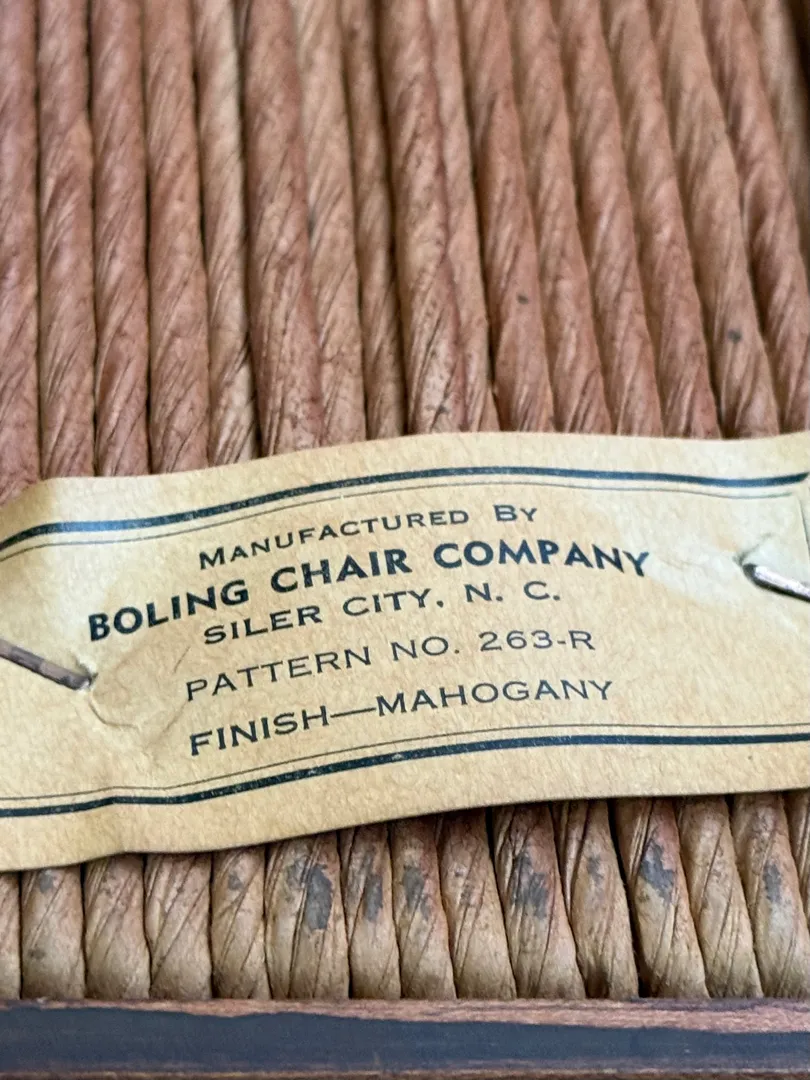 Manufactured By
BOLING CHAIR COMPANY
SILER CITY, N. C.
PATTERN NO. 263-R
FINISH—MAHOGANY